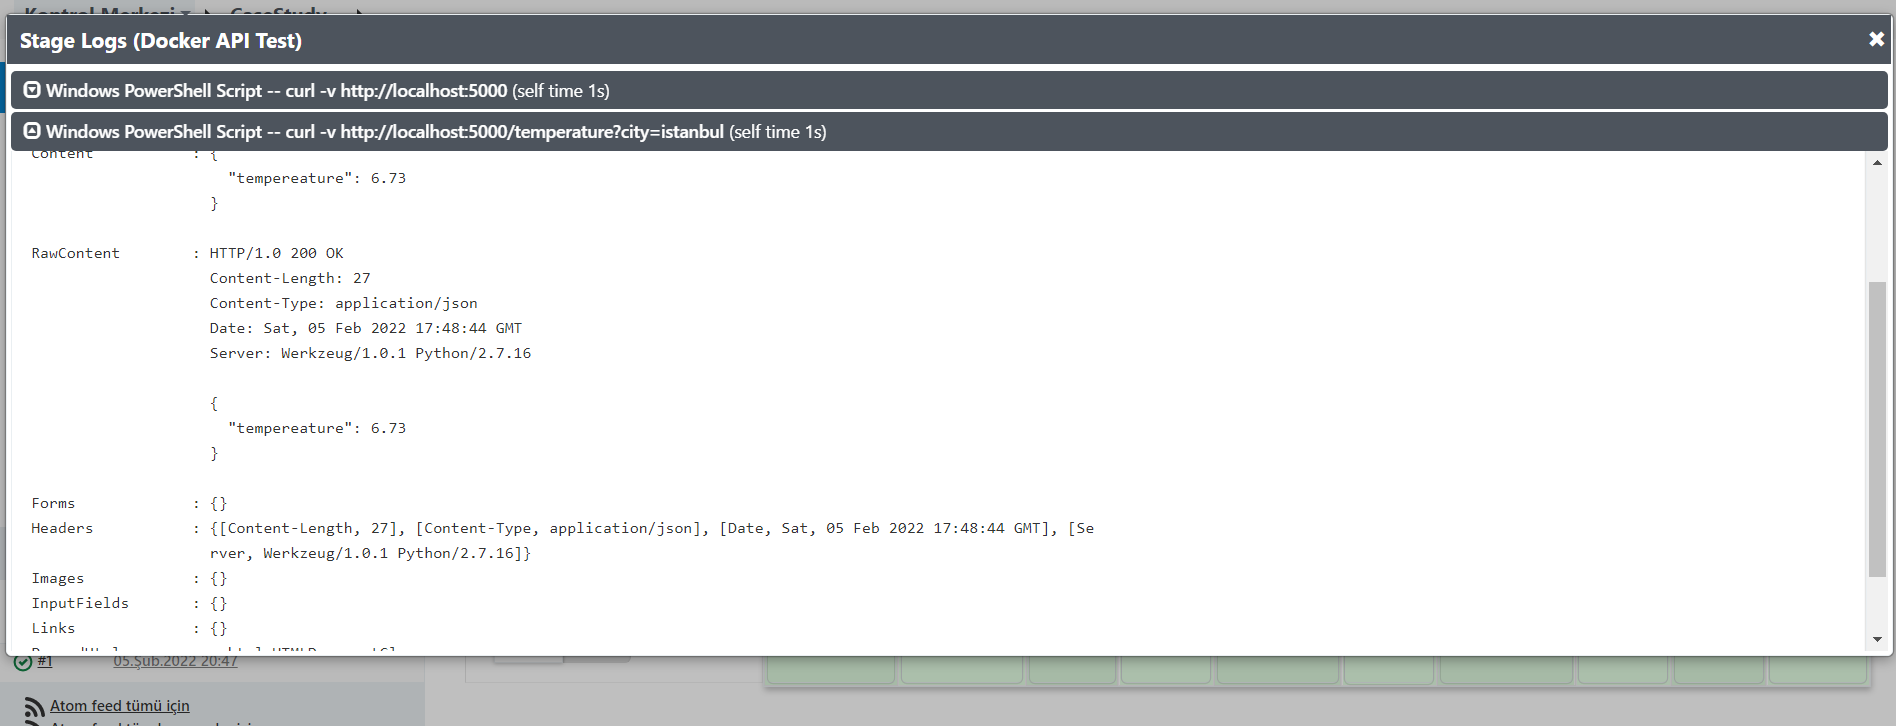 Kontrol Merkezi CaseStudy
Stage Logs (Docker API Test)
Windows PowerShell Script -- curl -v http://localhost:5000 (self time 1s)
Windows PowerShell Script -- curl -v http://localhost:5000/temperature?city=istanbul (self time 1s)
Content : {
"tempereature": 6.73
}
RawContent : HTTP/1.0 200 OK
Content-Length: 27
Content-Type: application/json
Date: Sat, 05 Feb 2022 17:48:44 GMT
Server: Werkzeug/1.0.1 Python/2.7.16
{
"tempereature": 6.73
}
Forms : {}
Headers : {[Content-Length, 27], [Content-Type, application/json], [Date, Sat, 05 Feb 2022 17:48:44 GMT], [Se
rver, Werkzeug/1.0.1 Python/2.7.16]}
Images : {}
InputFields : {}
Links : {}
#1 05.Şub.2022 20:47
Atom feed tümü için